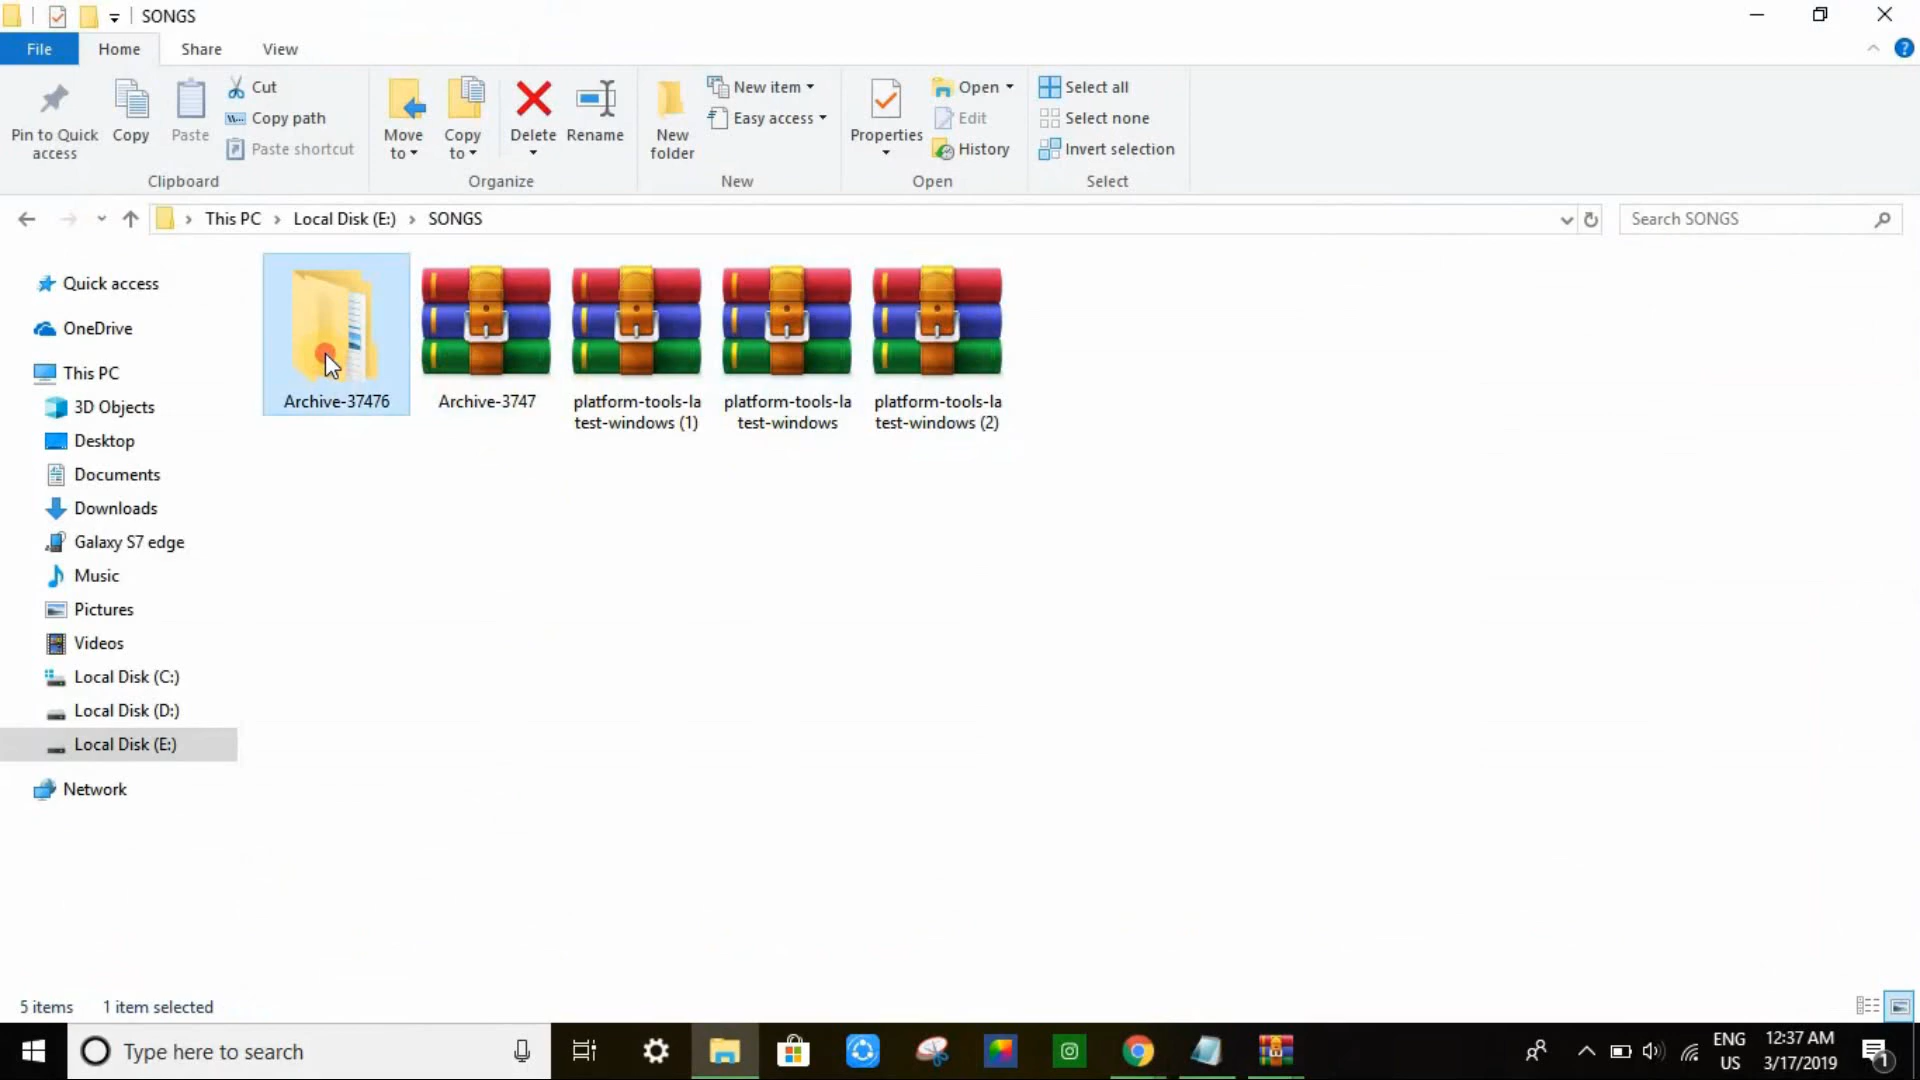 SONGS
File Home Share View
Pin to Quick access
Copy
Paste
Cut
Copy path
Paste shortcut
Clipboard
Move to
Copy to
Delete
Rename
Organize
New folder
New item
Easy access
New
Properties
Open
Edit
History
Open
Select all
Select none
Invert selection
Select
This PC Local Disk (E:) SONGS
Search SONGS
Quick access
OneDrive
This PC
3D Objects
Desktop
Documents
Downloads
Galaxy S7 edge
Music
Pictures
Videos
Local Disk (C:)
Local Disk (D:)
Local Disk (E:)
Network
Archive-37476
Archive-3747
platform-tools-la
test-windows (1)
platform-tools-la
test-windows
platform-tools-la
test-windows (2)
5 items 1 item selected
Type here to search
ENG
US
12:37 AM
3/17/2019
1